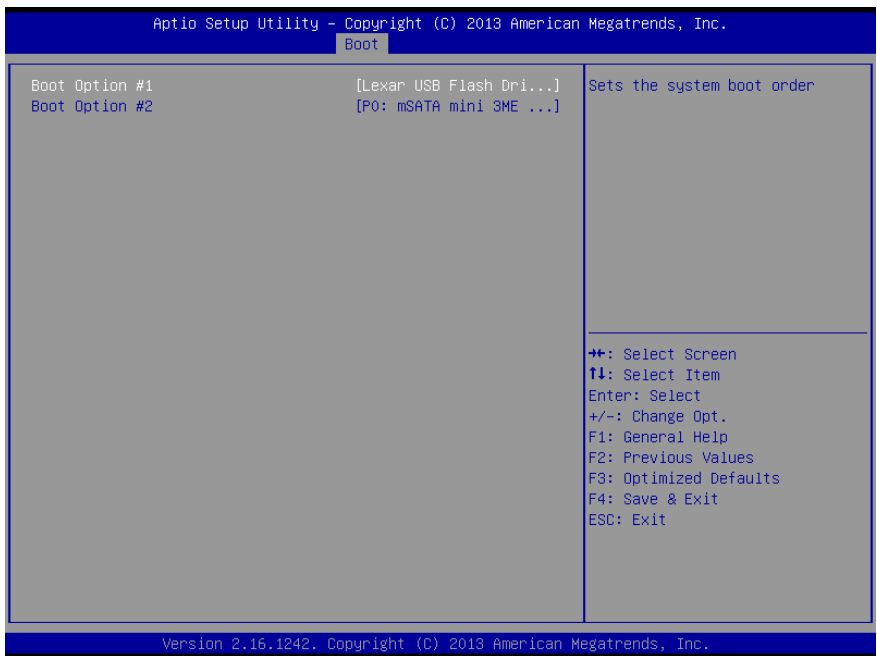 Aptio Setup Utility – Copyright (C) 2013 American Megatrends, Inc.
Boot
Boot Option #1 [Lexar USB Flash Dri...]
Boot Option #2 [P0: mSATA mini 3ME ...]
Sets the system boot order
→←: Select Screen
↑↓: Select Item
Enter: Select
+/-: Change Opt.
F1: General Help
F2: Previous Values
F3: Optimized Defaults
F4: Save & Exit
ESC: Exit
Version 2.16.1242. Copyright (C) 2013 American Megatrends, Inc.